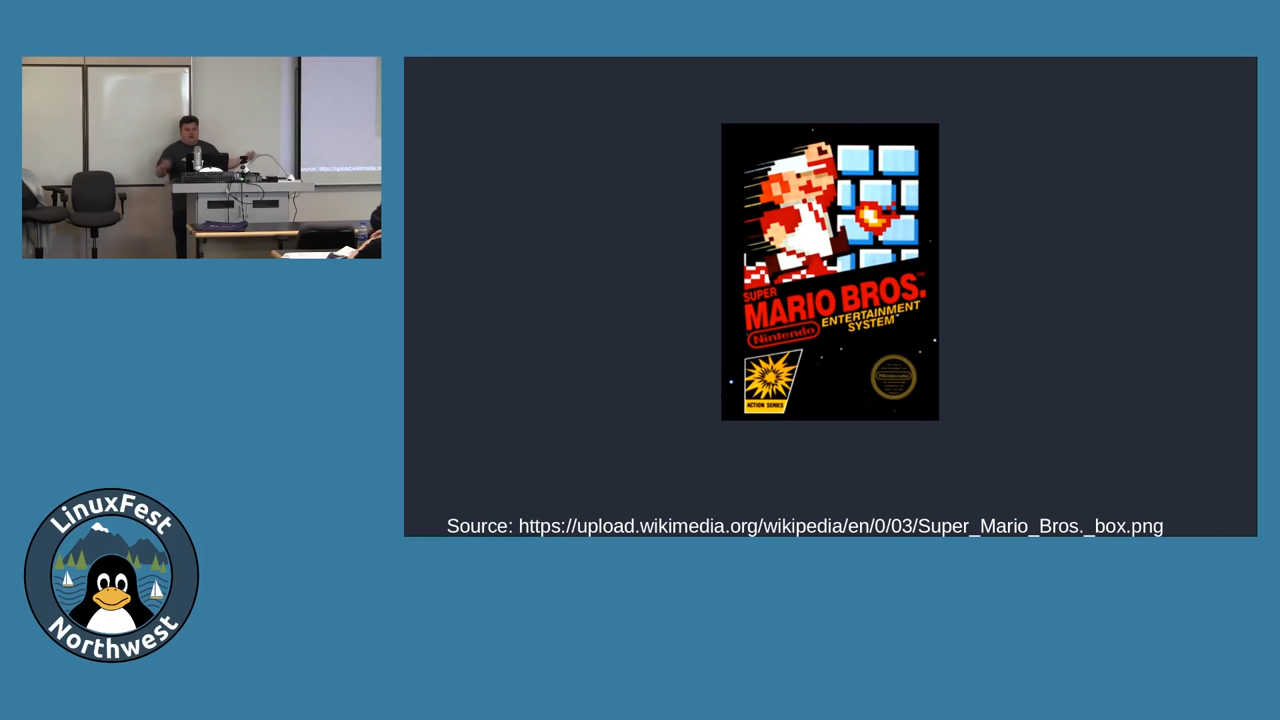 SUPER
MARIO BROS.
Nintendo
ENTERTAINMENT
SYSTEM
ACTION SERIES
Nintendo
Source: https://upload.wikimedia.org/wikipedia/en/0/03/Super_Mario_Bros._box.png
LinuxFest
Northwest